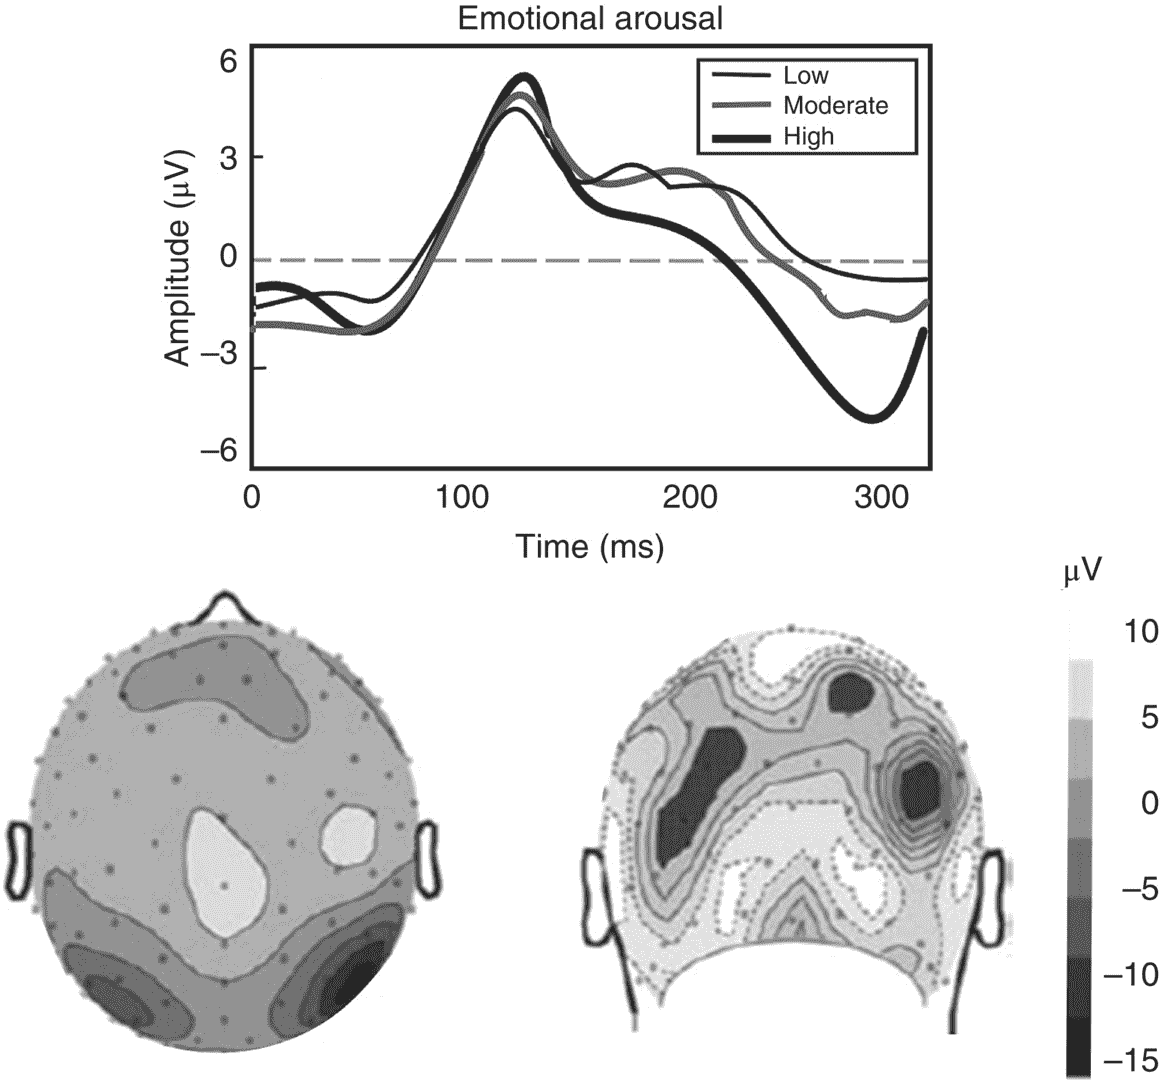 Emotional arousal
6
3
0
–3
–6
Amplitude (μV)
Low
Moderate
High
0 100 200 300
Time (ms)
μV
10
5
0
–5
–10
–15